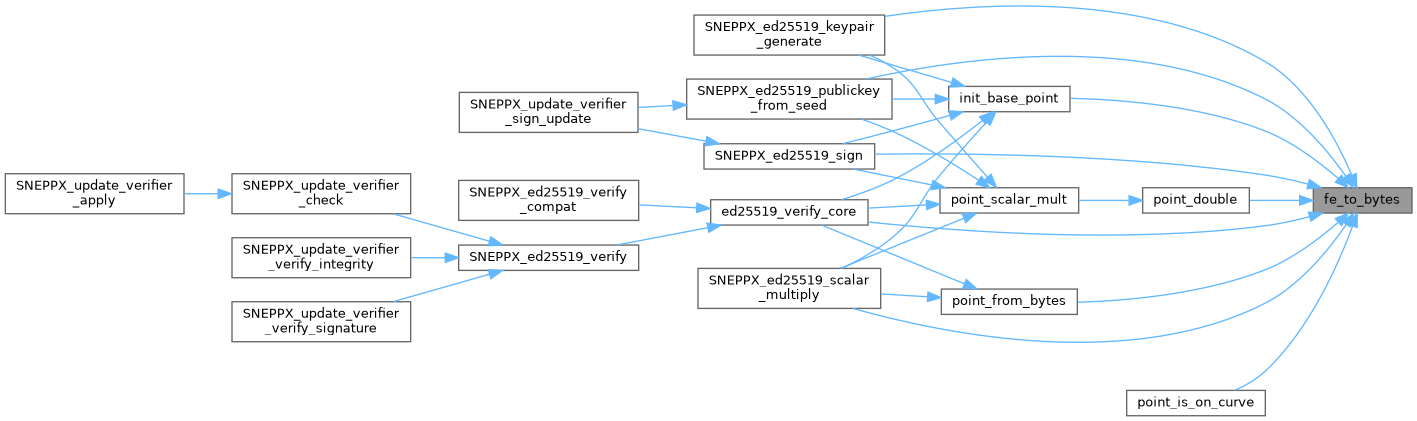 SNEPPX_ed25519_keypair
_generate
SNEPPX_ed25519_publickey
_from_seed
init_base_point
SNEPPX_update_verifier
_sign_update
SNEPPX_ed25519_sign
SNEPPX_update_verifier
_apply
SNEPPX_update_verifier
_check
SNEPPX_ed25519_verify
_compat
ed25519_verify_core
point_scalar_mult
point_double
fe_to_bytes
SNEPPX_update_verifier
_verify_integrity
SNEPPX_ed25519_verify
SNEPPX_ed25519_scalar
_multiply
point_from_bytes
SNEPPX_update_verifier
_verify_signature
point_is_on_curve